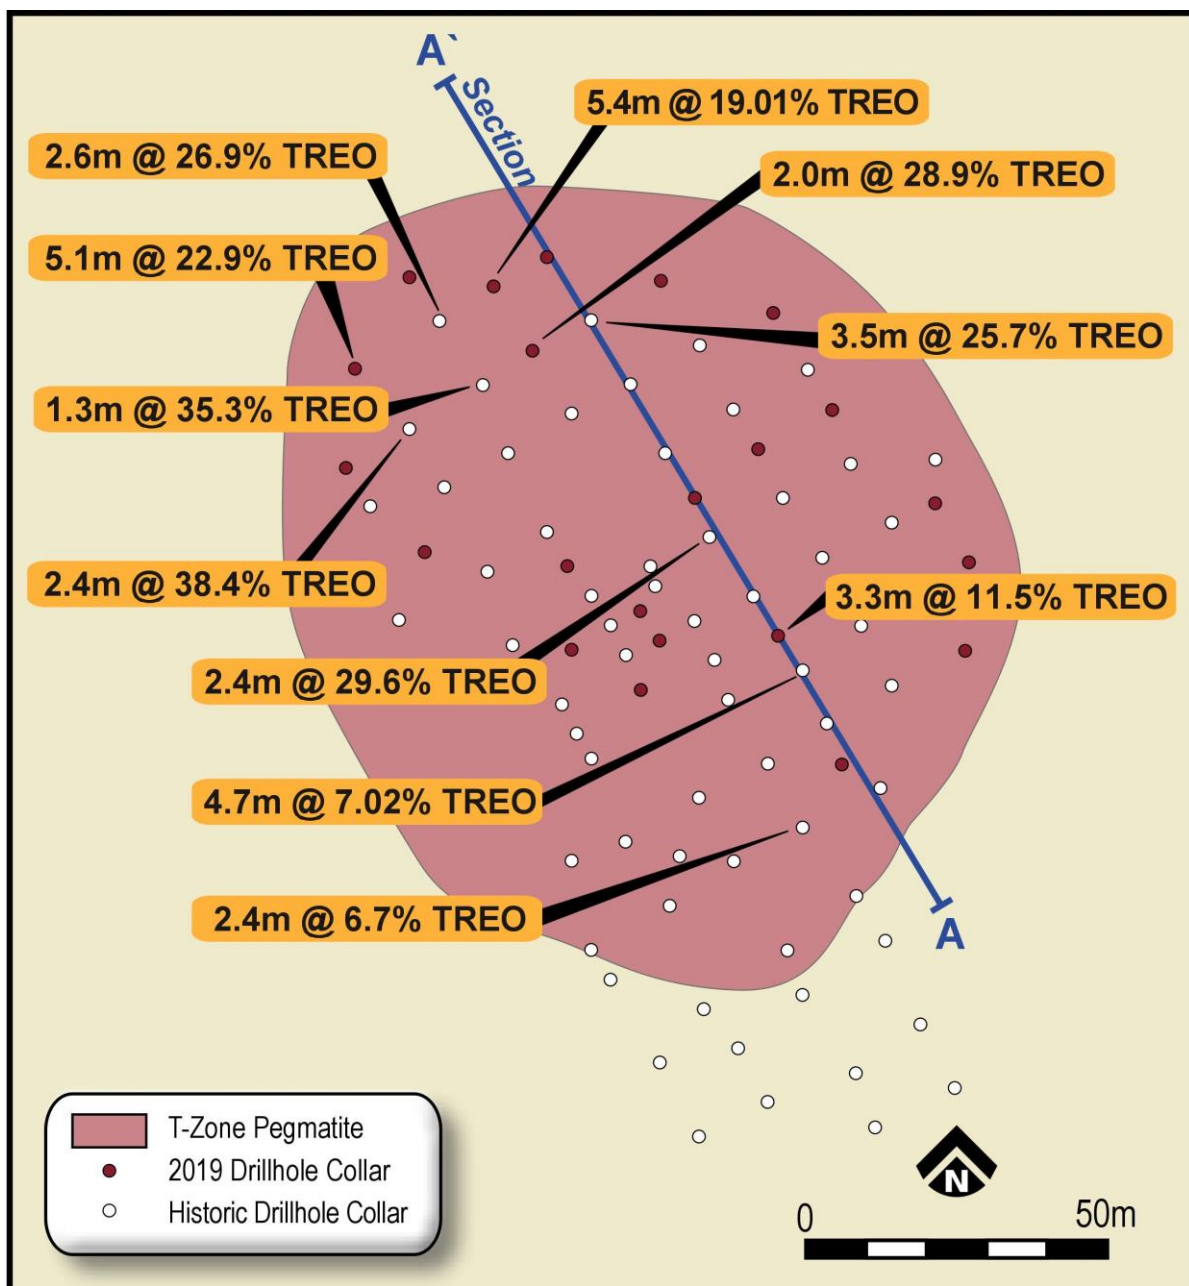 A`
Section
5.4m @ 19.01% TREO
2.6m @ 26.9% TREO
2.0m @ 28.9% TREO
5.1m @ 22.9% TREO
3.5m @ 25.7% TREO
1.3m @ 35.3% TREO
2.4m @ 38.4% TREO
3.3m @ 11.5% TREO
2.4m @ 29.6% TREO
4.7m @ 7.02% TREO
2.4m @ 6.7% TREO
A
T-Zone Pegmatite
2019 Drillhole Collar
Historic Drillhole Collar
N
0 50m